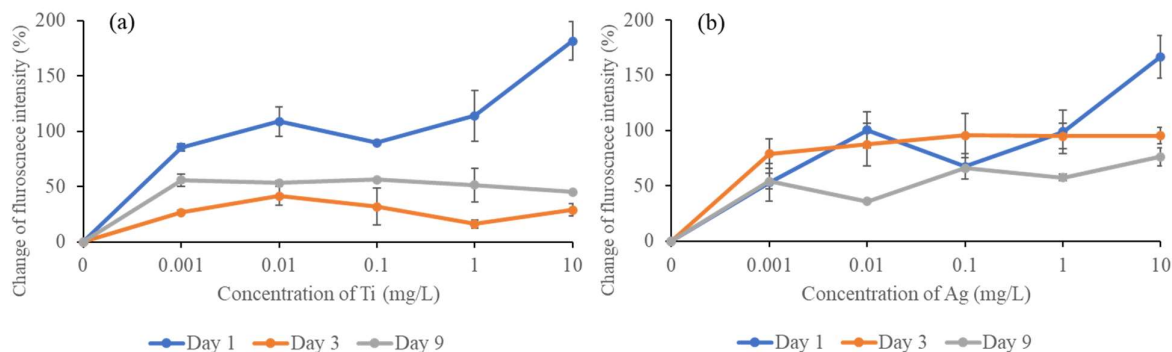 (a)
Change of fluroscnece intensity (%)
200
150
100
50
0
0 0.001 0.01 0.1 1 10
Concentration of Ti (mg/L)
Day 1 Day 3 Day 9
(b)
Change of fluroscnece intensity (%)
200
150
100
50
0
0 0.001 0.01 0.1 1 10
Concentration of Ag (mg/L)
Day 1 Day 3 Day 9